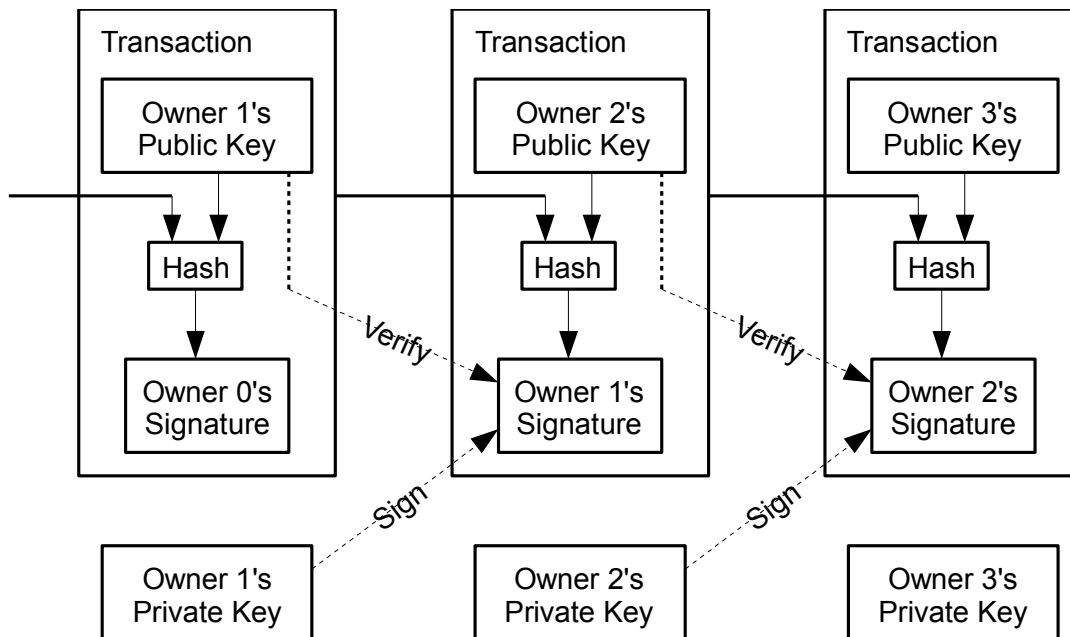 Transaction
Owner 1's
Public Key
Hash
Verify
Owner 0's
Signature
Sign
Owner 1's
Private Key
Transaction
Owner 2's
Public Key
Hash
Verify
Owner 1's
Signature
Sign
Owner 2's
Private Key
Transaction
Owner 3's
Public Key
Hash
Owner 2's
Signature
Owner 3's
Private Key